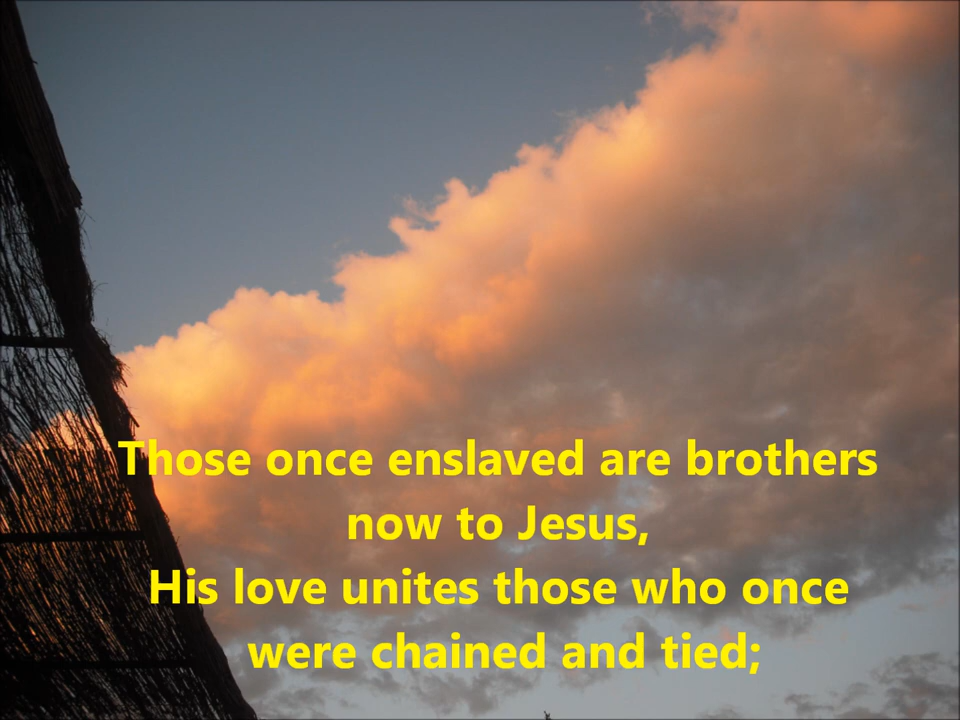 Those once enslaved are brothers
now to Jesus,
His love unites those who once
were chained and tied;